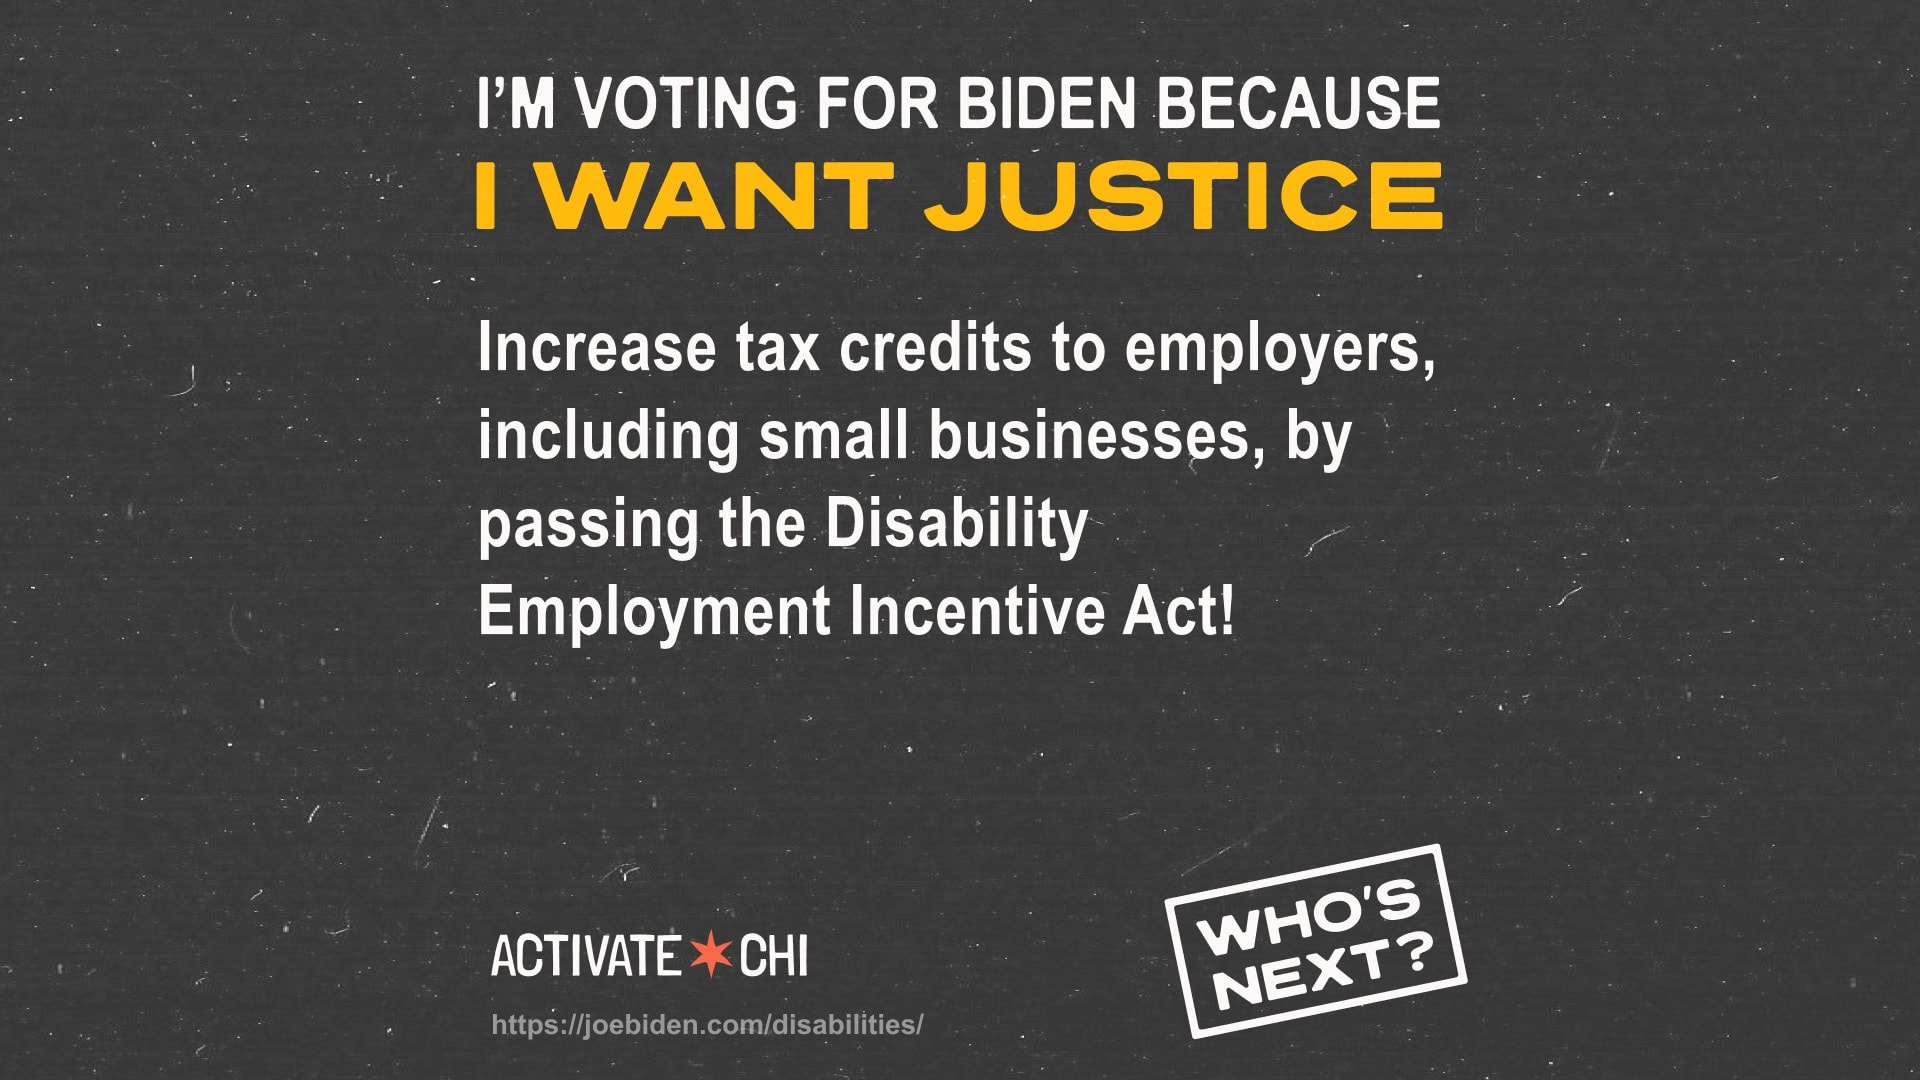 I’M VOTING FOR BIDEN BECAUSE
I WANT JUSTICE
Increase tax credits to employers,
including small businesses, by
passing the Disability
Employment Incentive Act!
ACTIVATE CHI
https://joebiden.com/disabilities/
WHO'S
NEXT?